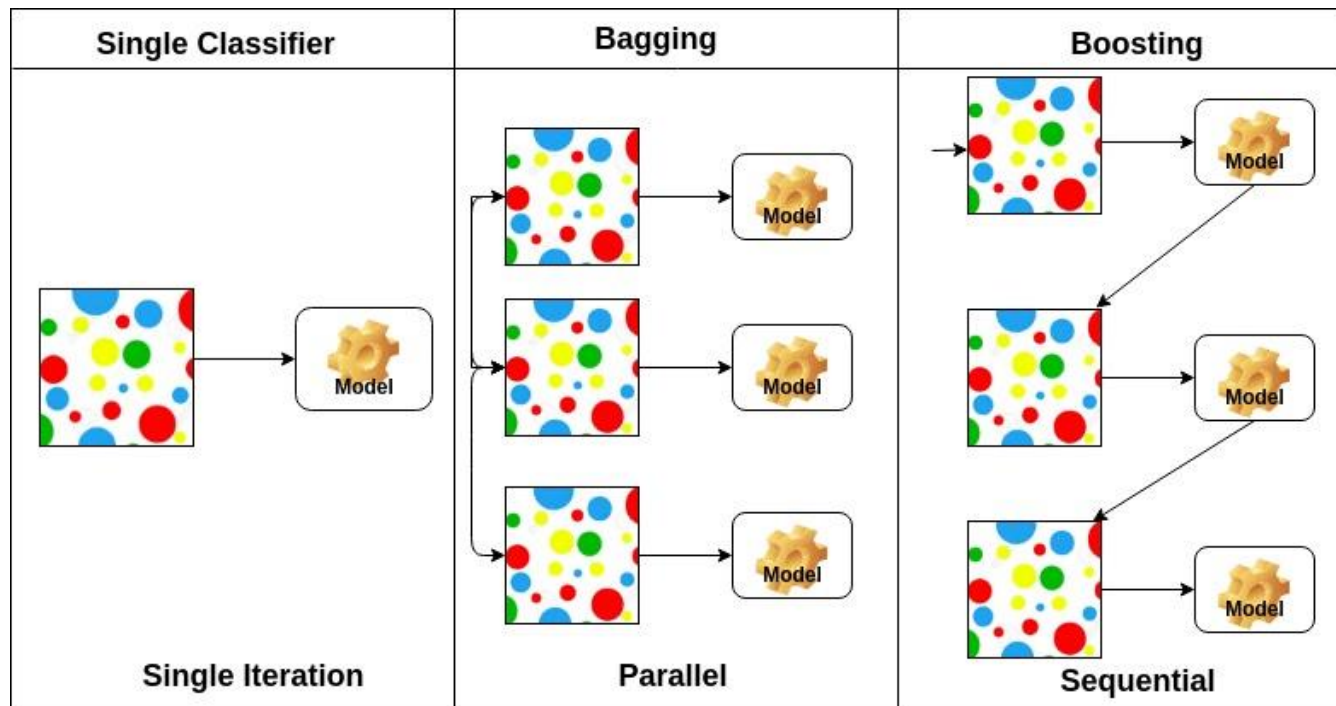 Single Classifier
Bagging
Boosting
Model
Model
Model
Model
Model
Model
Model
Single Iteration
Parallel
Sequential